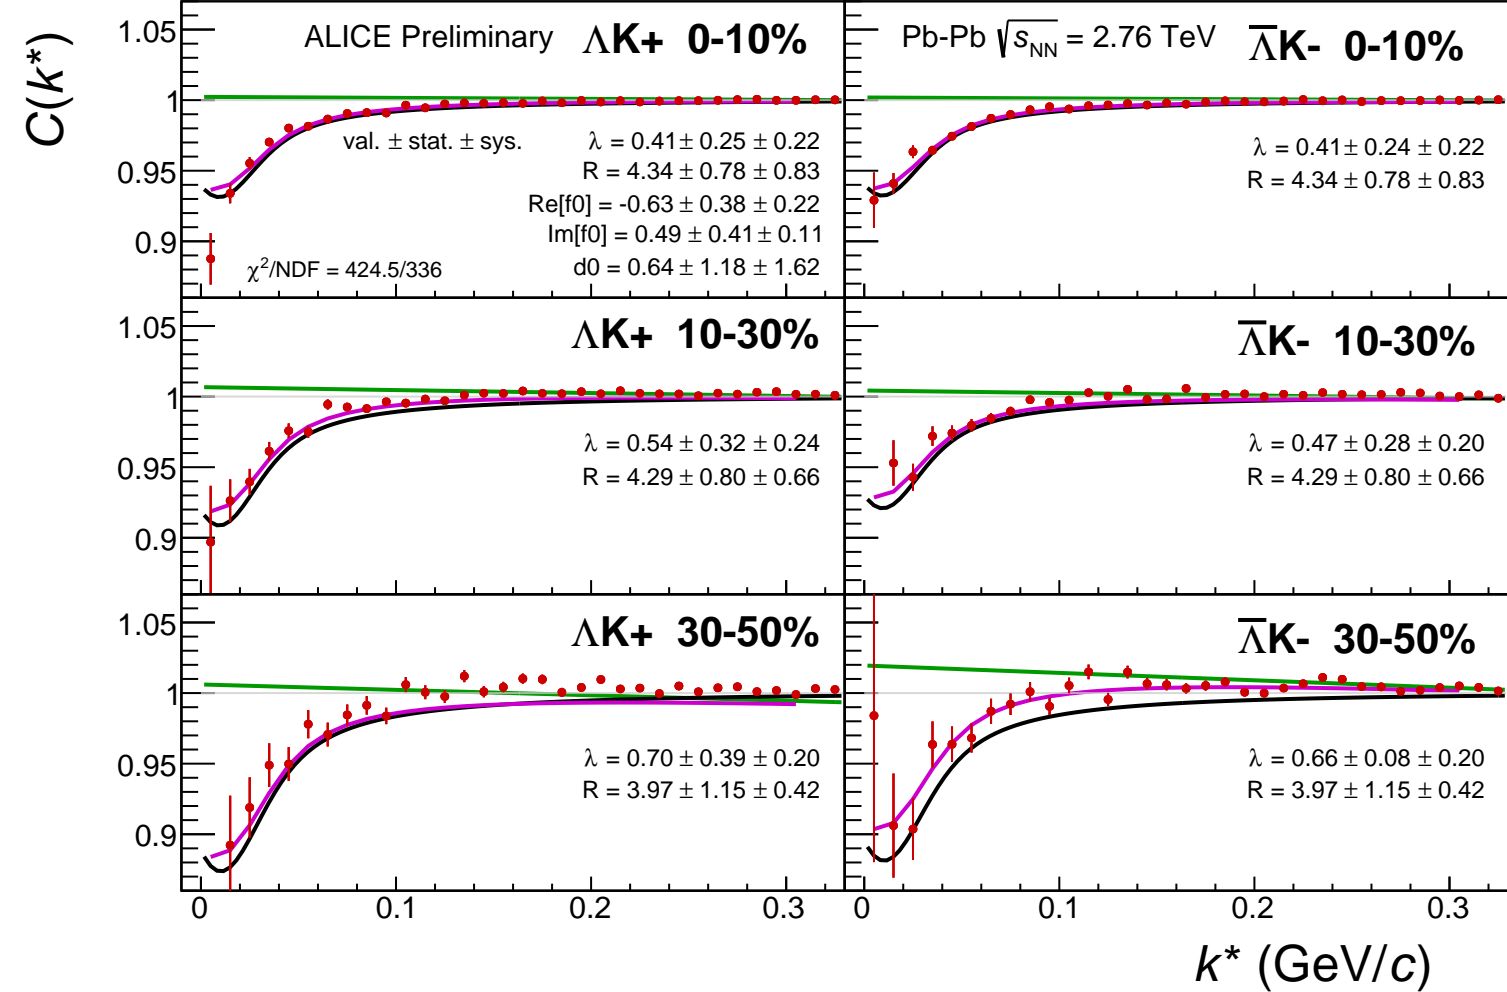 C(k*)
ALICE Preliminary ΛK+ 0-10%
1.05
1
0.95
0.9
val. ± stat. ± sys.
λ = 0.41 ± 0.25 ± 0.22
R = 4.34 ± 0.78 ± 0.83
Re[f0] = -0.63 ± 0.38 ± 0.22
Im[f0] = 0.49 ± 0.41 ± 0.11
d0 = 0.64 ± 1.18 ± 1.62
χ²/NDF = 424.5/336
Pb-Pb √s_NN = 2.76 TeV Λ̅K- 0-10%
λ = 0.41 ± 0.24 ± 0.22
R = 4.34 ± 0.78 ± 0.83
ΛK+ 10-30%
1.05
1
0.95
0.9
λ = 0.54 ± 0.32 ± 0.24
R = 4.29 ± 0.80 ± 0.66
Λ̅K- 10-30%
λ = 0.47 ± 0.28 ± 0.20
R = 4.29 ± 0.80 ± 0.66
ΛK+ 30-50%
1.05
1
0.95
0.9
λ = 0.70 ± 0.39 ± 0.20
R = 3.97 ± 1.15 ± 0.42
Λ̅K- 30-50%
λ = 0.66 ± 0.08 ± 0.20
R = 3.97 ± 1.15 ± 0.42
0 0.1 0.2 0.3 0 0.1 0.2 0.3
k* (GeV/c)